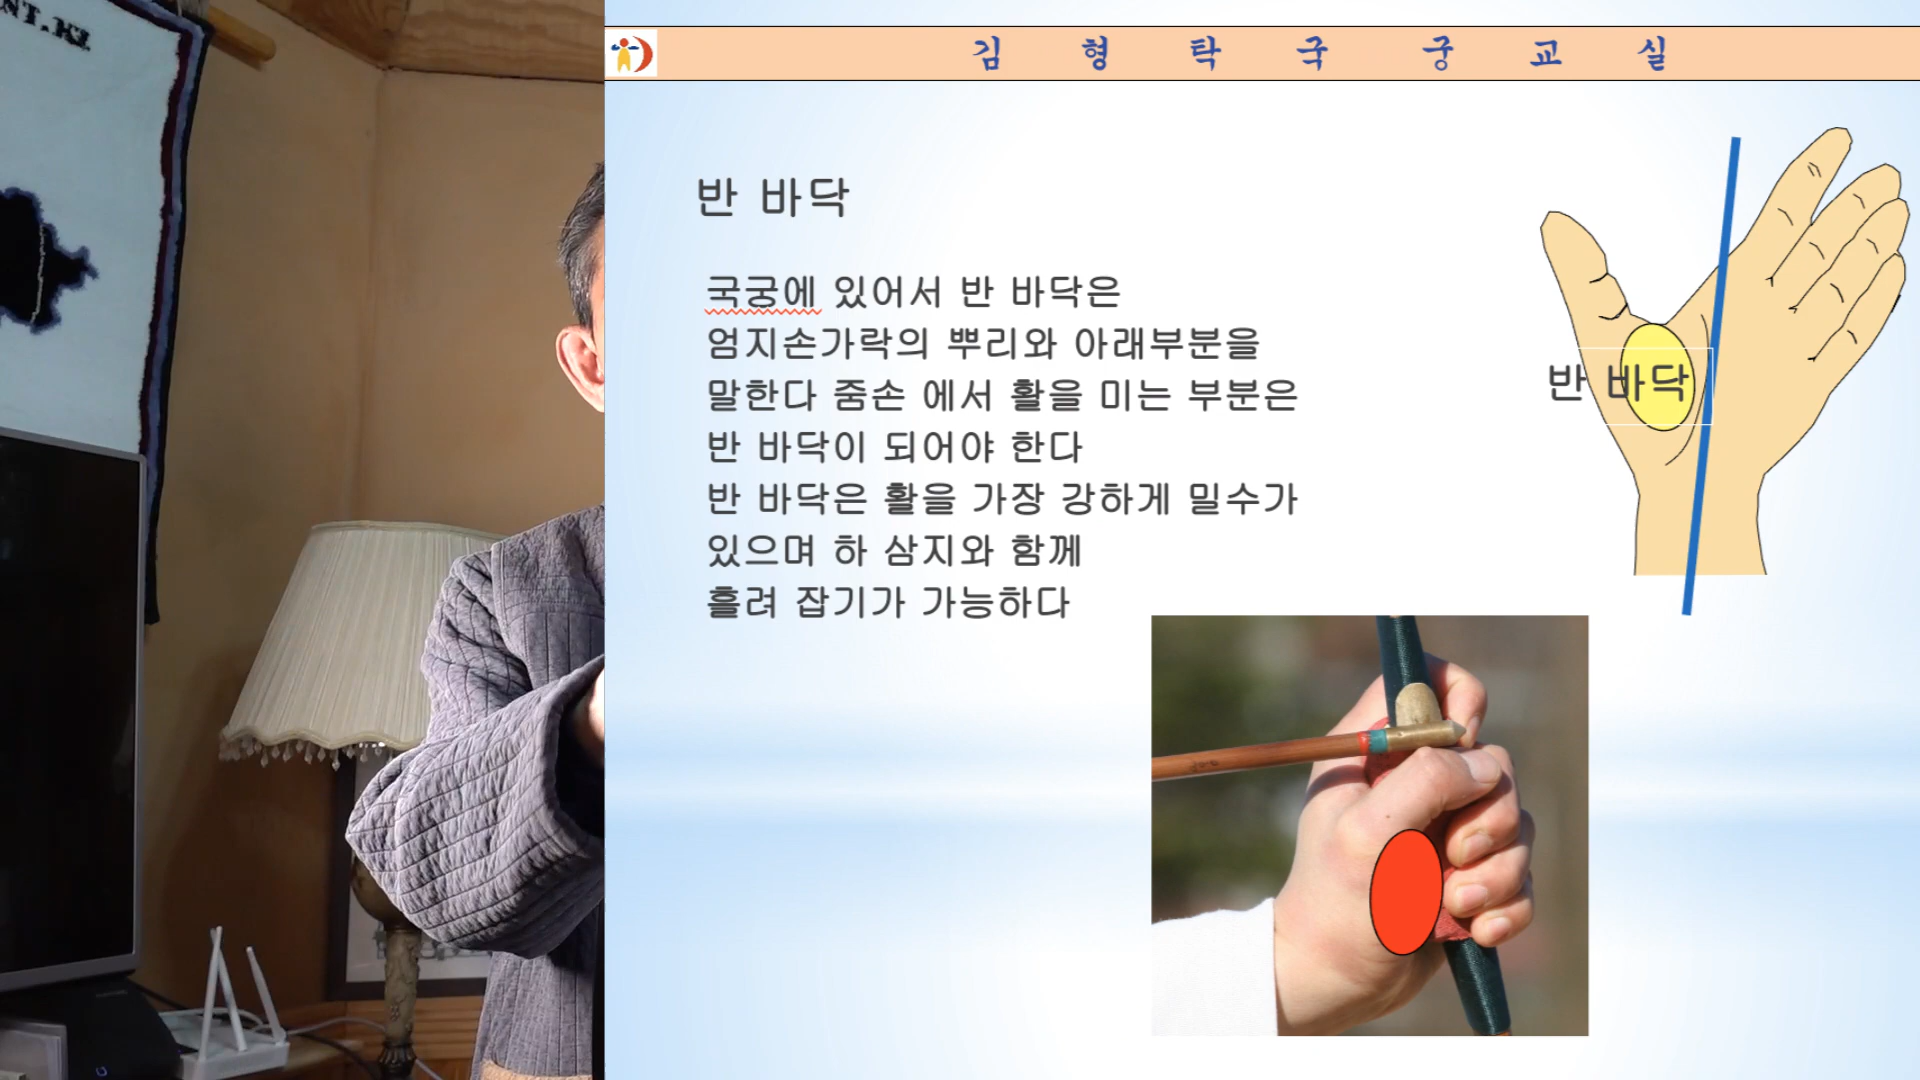 김 형 탁 국 궁 교 실
반 바닥
국궁에 있어서 반 바닥은
엄지손가락의 뿌리와 아래부분을
말한다 줌손 에서 활을 미는 부분은
반 바닥이 되어야 한다
반 바닥은 활을 가장 강하게 밀수가
있으며 하 삼지와 함께
흘려 잡기가 가능하다
반 바닥